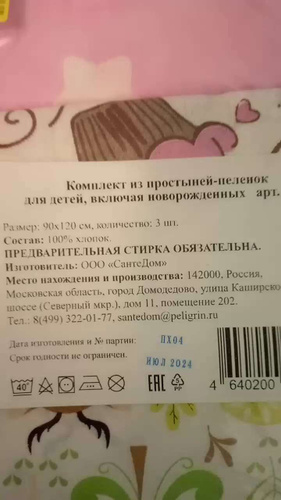 Комплект из простыней-пеленок
для детей, включая новорожденных арт.
Размер: 90х120 см, количество: 3 шт.
Состав: 100% хлопок.
ПРЕДВАРИТЕЛЬНАЯ СТИРКА ОБЯЗАТЕЛЬНА.
Изготовитель: ООО «СантеДом»
Место нахождения и производства: 142000, Россия,
Московская область, город Домодедово, улица Каширско
шоссе (Северный мкр.), дом 11, помещение 202.
Тел.: 8(499) 322-01-77, santedom@peligrin.ru
Дата изготовления и № партии:
Срок годности не ограничен.
ПХ04
ИЮЛ 2024
40
EAC
4 640200